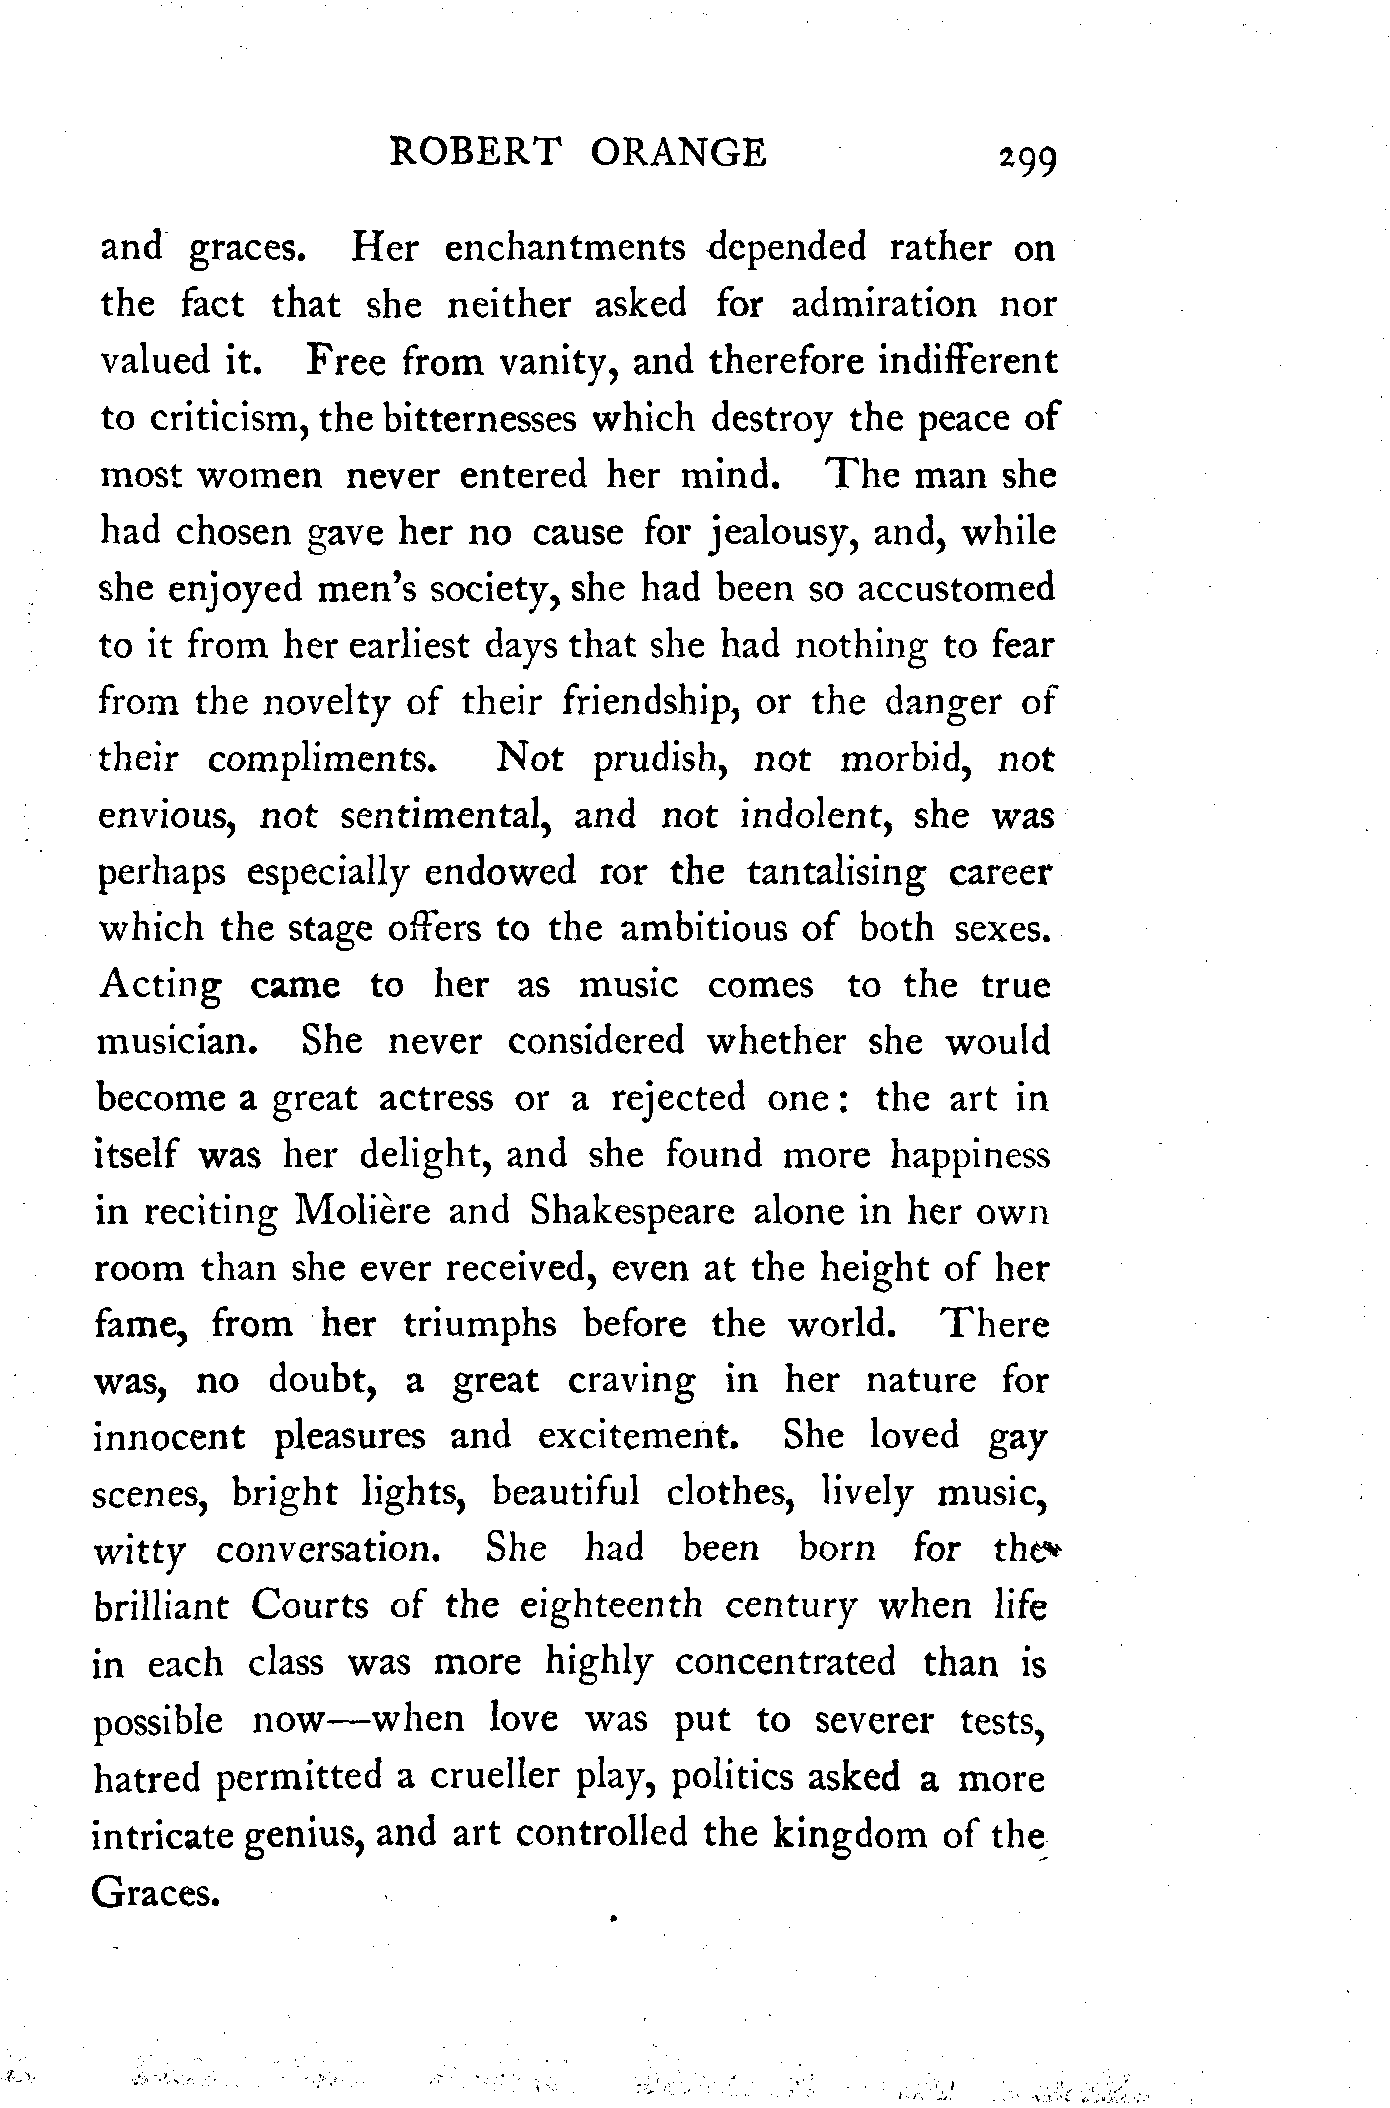 ROBERT ORANGE 299
and graces. Her enchantments depended rather on
the fact that she neither asked for admiration nor
valued it. Free from vanity, and therefore indifferent
to criticism, the bitternesses which destroy the peace of
most women never entered her mind. The man she
had chosen gave her no cause for jealousy, and, while
she enjoyed men's society, she had been so accustomed
to it from her earliest days that she had nothing to fear
from the novelty of their friendship, or the danger of
their compliments. Not prudish, not morbid, not
envious, not sentimental, and not indolent, she was
perhaps especially endowed for the tantalising career
which the stage offers to the ambitious of both sexes.
Acting came to her as music comes to the true
musician. She never considered whether she would
become a great actress or a rejected one: the art in
itself was her delight, and she found more happiness
in reciting Molière and Shakespeare alone in her own
room than she ever received, even at the height of her
fame, from her triumphs before the world. There
was, no doubt, a great craving in her nature for
innocent pleasures and excitement. She loved gay
scenes, bright lights, beautiful clothes, lively music,
witty conversation. She had been born for the
brilliant Courts of the eighteenth century when life
in each class was more highly concentrated than is
possible now—when love was put to severer tests,
hatred permitted a crueller play, politics asked a more
intricate genius, and art controlled the kingdom of the
Graces.